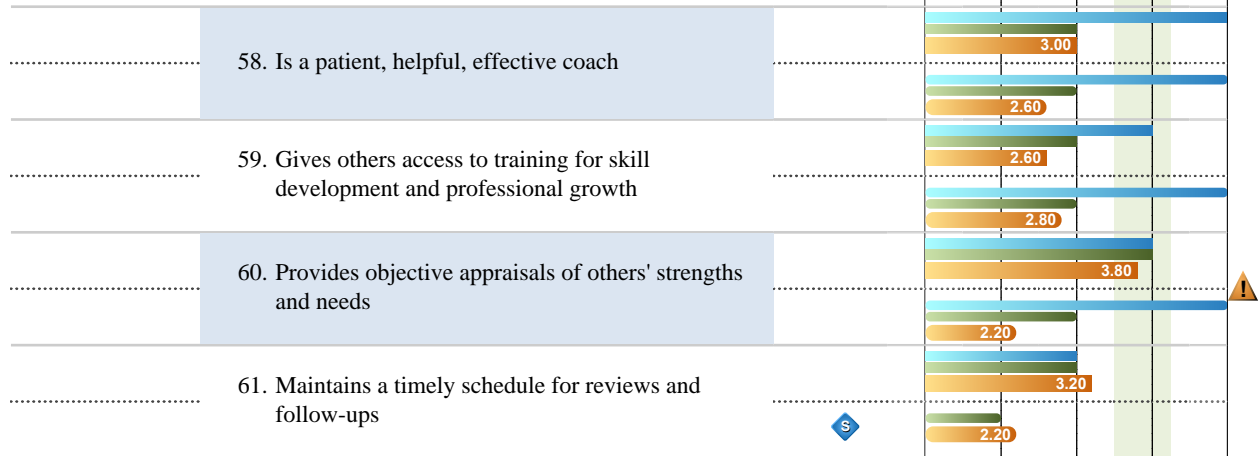 58. Is a patient, helpful, effective coach
3.00
2.60
59. Gives others access to training for skill
development and professional growth
2.60
2.80
60. Provides objective appraisals of others' strengths
and needs
3.80
!
2.20
61. Maintains a timely schedule for reviews and
follow-ups
3.20
S
2.20